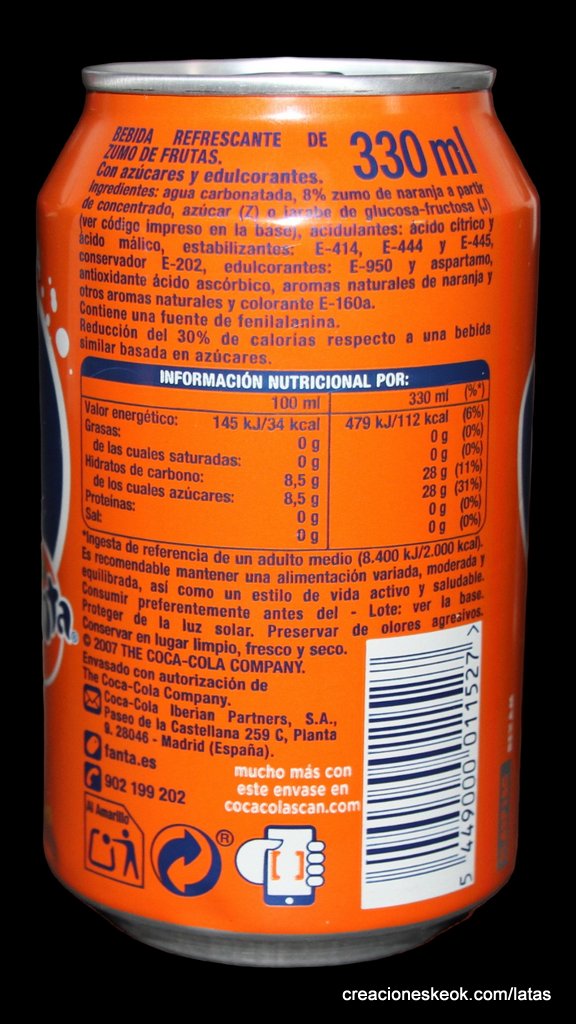 BEBIDA REFRESCANTE DE
ZUMO DE FRUTAS.
330 ml
Con azúcares y edulcorantes.
Ingredientes: agua carbonatada, 8% zumo de naranja a partir
de concentrado, azúcar (Z) o jarabe de glucosa-fructosa (J)
(ver código impreso en la base), acidulantes: ácido cítrico y
ácido málico, estabilizantes: E-414, E-444 y E-445,
conservador E-202, edulcorantes: E-950 y aspartamo,
antioxidante ácido ascórbico, aromas naturales de naranja y
otros aromas naturales y colorante E-160a.
Contiene una fuente de fenilalanina.
Reducción del 30% de calorías respecto a una bebida
similar basada en azúcares.
INFORMACIÓN NUTRICIONAL POR:
100 ml 330 ml (%*)
Valor energético: 145 kJ/34 kcal 479 kJ/112 kcal (6%)
Grasas: 0 g 0 g (0%)
de las cuales saturadas: 0 g 0 g (0%)
Hidratos de carbono: 8,5 g 28 g (11%)
de los cuales azúcares: 8,5 g 28 g (31%)
Proteínas: 0 g 0 g (0%)
Sal: 0 g 0 g (0%)
*Ingesta de referencia de un adulto medio (8.400 kJ/2.000 kcal).
Es recomendable mantener una alimentación variada, moderada y
equilibrada, así como un estilo de vida activo y saludable.
Consumir preferentemente antes del - Lote: ver la base.
Proteger de la luz solar. Preservar de olores agresivos.
Conservar en lugar limpio, fresco y seco.
© 2007 THE COCA-COLA COMPANY.
Envasado con autorización de
The Coca-Cola Company.
Coca-Cola Iberian Partners, S.A.,
Paseo de la Castellana 259 C, Planta
9. 28046 - Madrid (España).
fanta.es
902 199 202
mucho más con
este envase en
cocacolascan.com
Al Amarillo
®
5 449000 011527 >
REXAM
creacioneskeok.com/latas